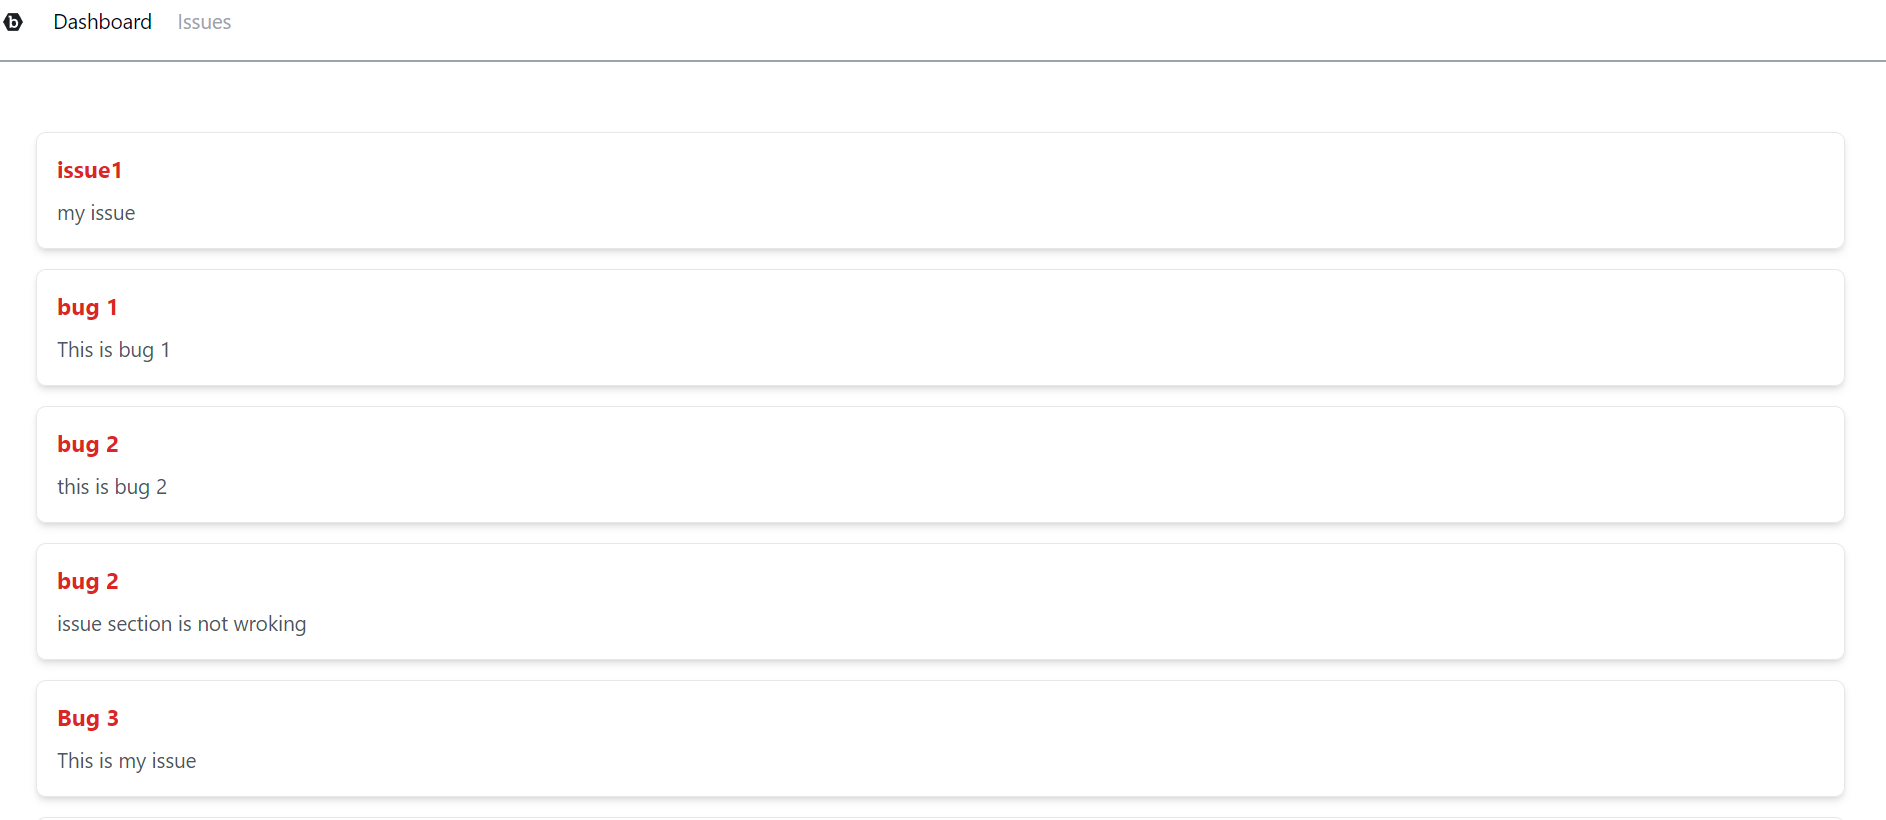 b Dashboard Issues
issue1
my issue
bug 1
This is bug 1
bug 2
this is bug 2
bug 2
issue section is not wroking
Bug 3
This is my issue